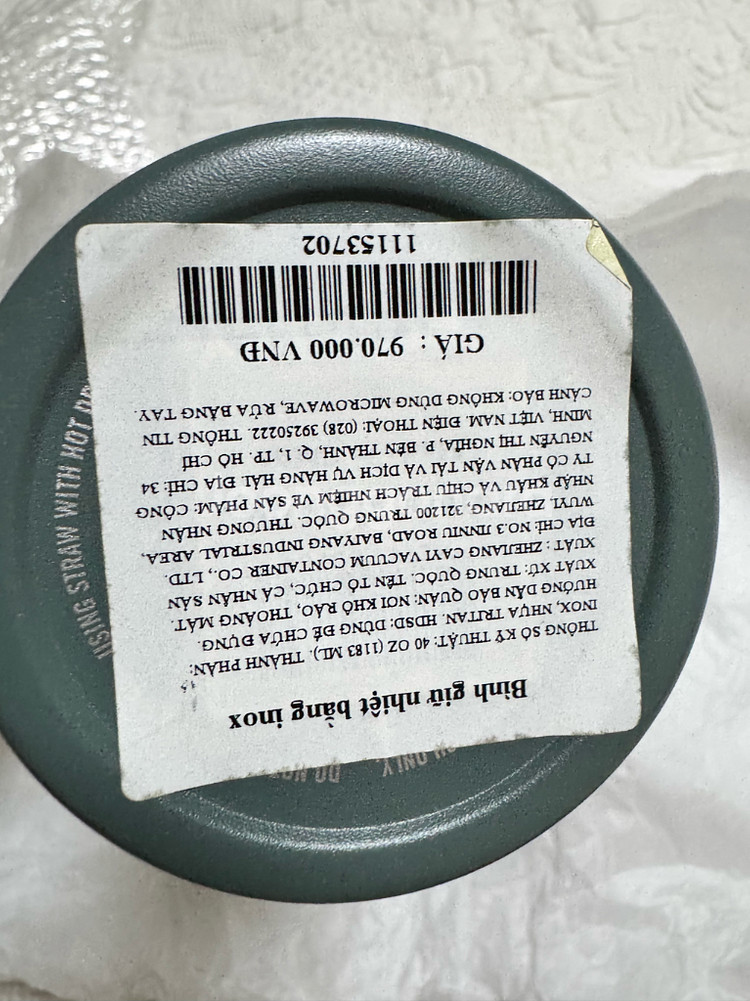 Bình giữ nhiệt bằng inox
THÔNG SỐ KỸ THUẬT: 40 OZ (1183 ML). THÀNH PHẦN:
INOX, NHỰA, TRITAN. HDSD: DÙNG ĐỂ CHỨA ĐỰNG.
HƯỚNG DẪN BẢO QUẢN: NƠI KHÔ RÁO, THOÁNG MÁT.
XUẤT XỨ: TRUNG QUỐC. TÊN TỔ CHỨC, CÁ NHÂN SẢN
XUẤT : ZHEJIANG CAYI VACUUM CONTAINER CO., LTD.
ĐỊA CHỈ: NO.3 JINNIU ROAD, BAIYANG INDUSTRIAL AREA,
WUYI, ZHEJIANG, 321200 TRUNG QUỐC. THƯƠNG NHÂN
NHẬP KHẨU VÀ CHỊU TRÁCH NHIỆM VỀ SẢN PHẨM: CÔNG
TY CỔ PHẦN VẬN TẢI VÀ DỊCH VỤ HÀNG HẢI. ĐỊA CHỈ: 34
NGUYỄN THỊ NGHĨA, P. BẾN THÀNH, Q. 1, TP. HỒ CHÍ
MINH, VIỆT NAM. ĐIỆN THOẠI: (028) 39250222. THÔNG TIN
CẢNH BÁO: KHÔNG DÙNG MICROWAVE, RỬA BẰNG TAY.
GIÁ : 970.000 VNĐ
11153702
USING STRAW WITH HOT
DO NOT
ONLY